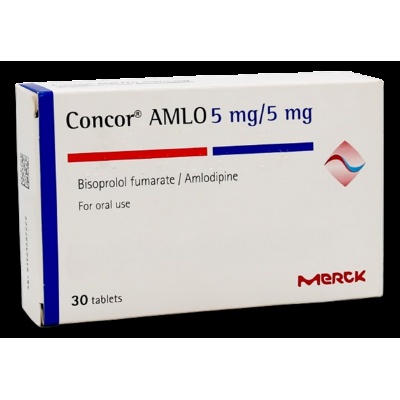 Concor® AMLO 5 mg/5 mg
Bisoprolol fumarate / Amlodipine
For oral use
30 tablets
MERCK